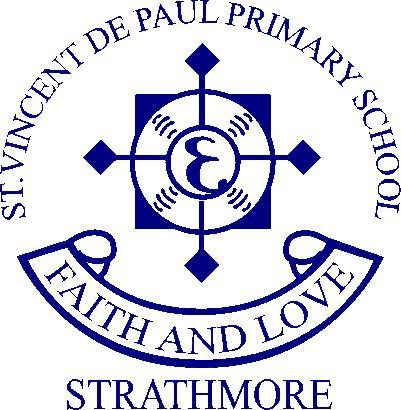 ST. VINCENT DE PAUL PRIMARY SCHOOL
FAITH AND LOVE
STRATHMORE